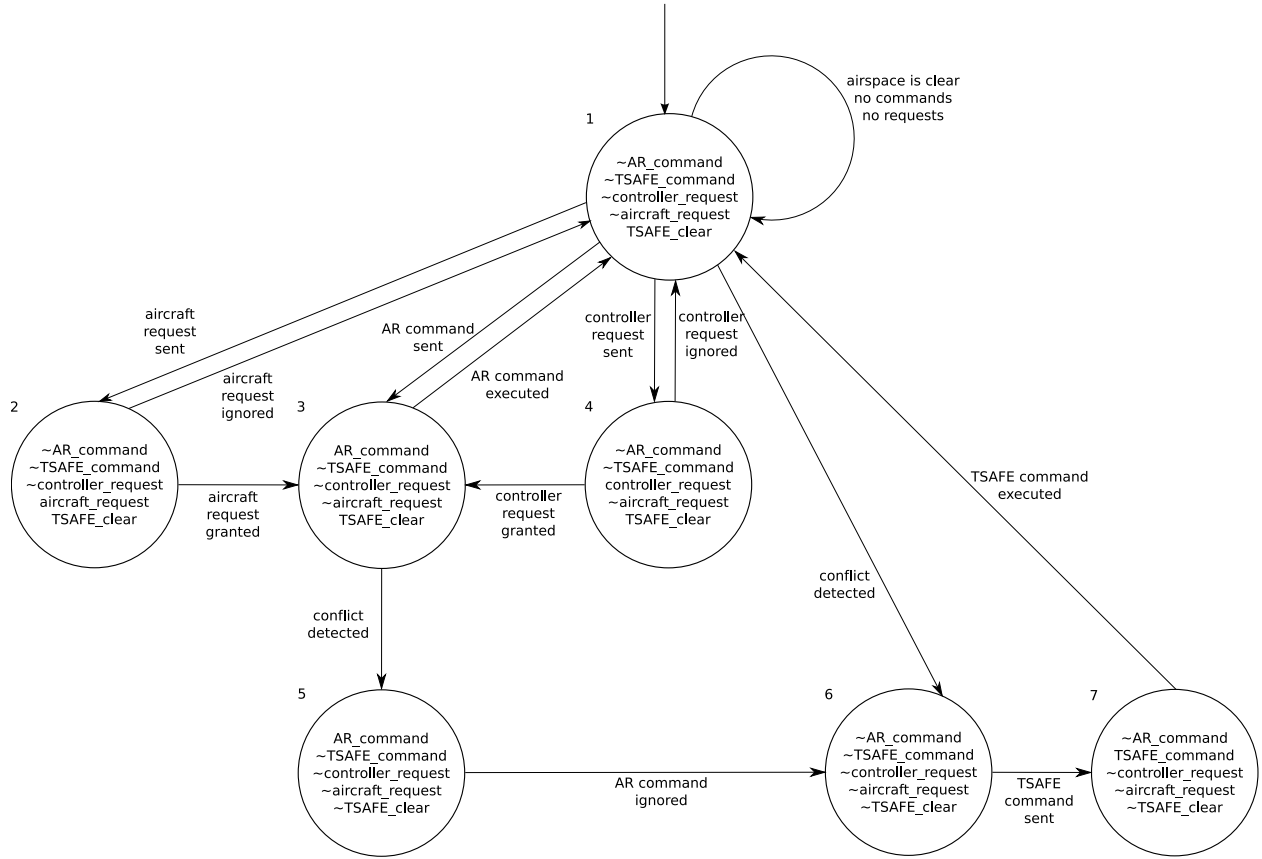 airspace is clear
no commands
no requests
1
~AR_command
~TSAFE_command
~controller_request
~aircraft_request
TSAFE_clear
aircraft
request
sent
aircraft
request
ignored
AR command
sent
AR command
executed
controller
request
sent
controller
request
ignored
2
~AR_command
~TSAFE_command
~controller_request
aircraft_request
TSAFE_clear
aircraft
request
granted
3
AR_command
~TSAFE_command
~controller_request
~aircraft_request
TSAFE_clear
controller
request
granted
4
~AR_command
~TSAFE_command
controller_request
~aircraft_request
TSAFE_clear
TSAFE command
executed
conflict
detected
conflict
detected
5
AR_command
~TSAFE_command
~controller_request
~aircraft_request
~TSAFE_clear
AR command
ignored
6
~AR_command
~TSAFE_command
~controller_request
~aircraft_request
~TSAFE_clear
TSAFE
command
sent
7
~AR_command
TSAFE_command
~controller_request
~aircraft_request
~TSAFE_clear